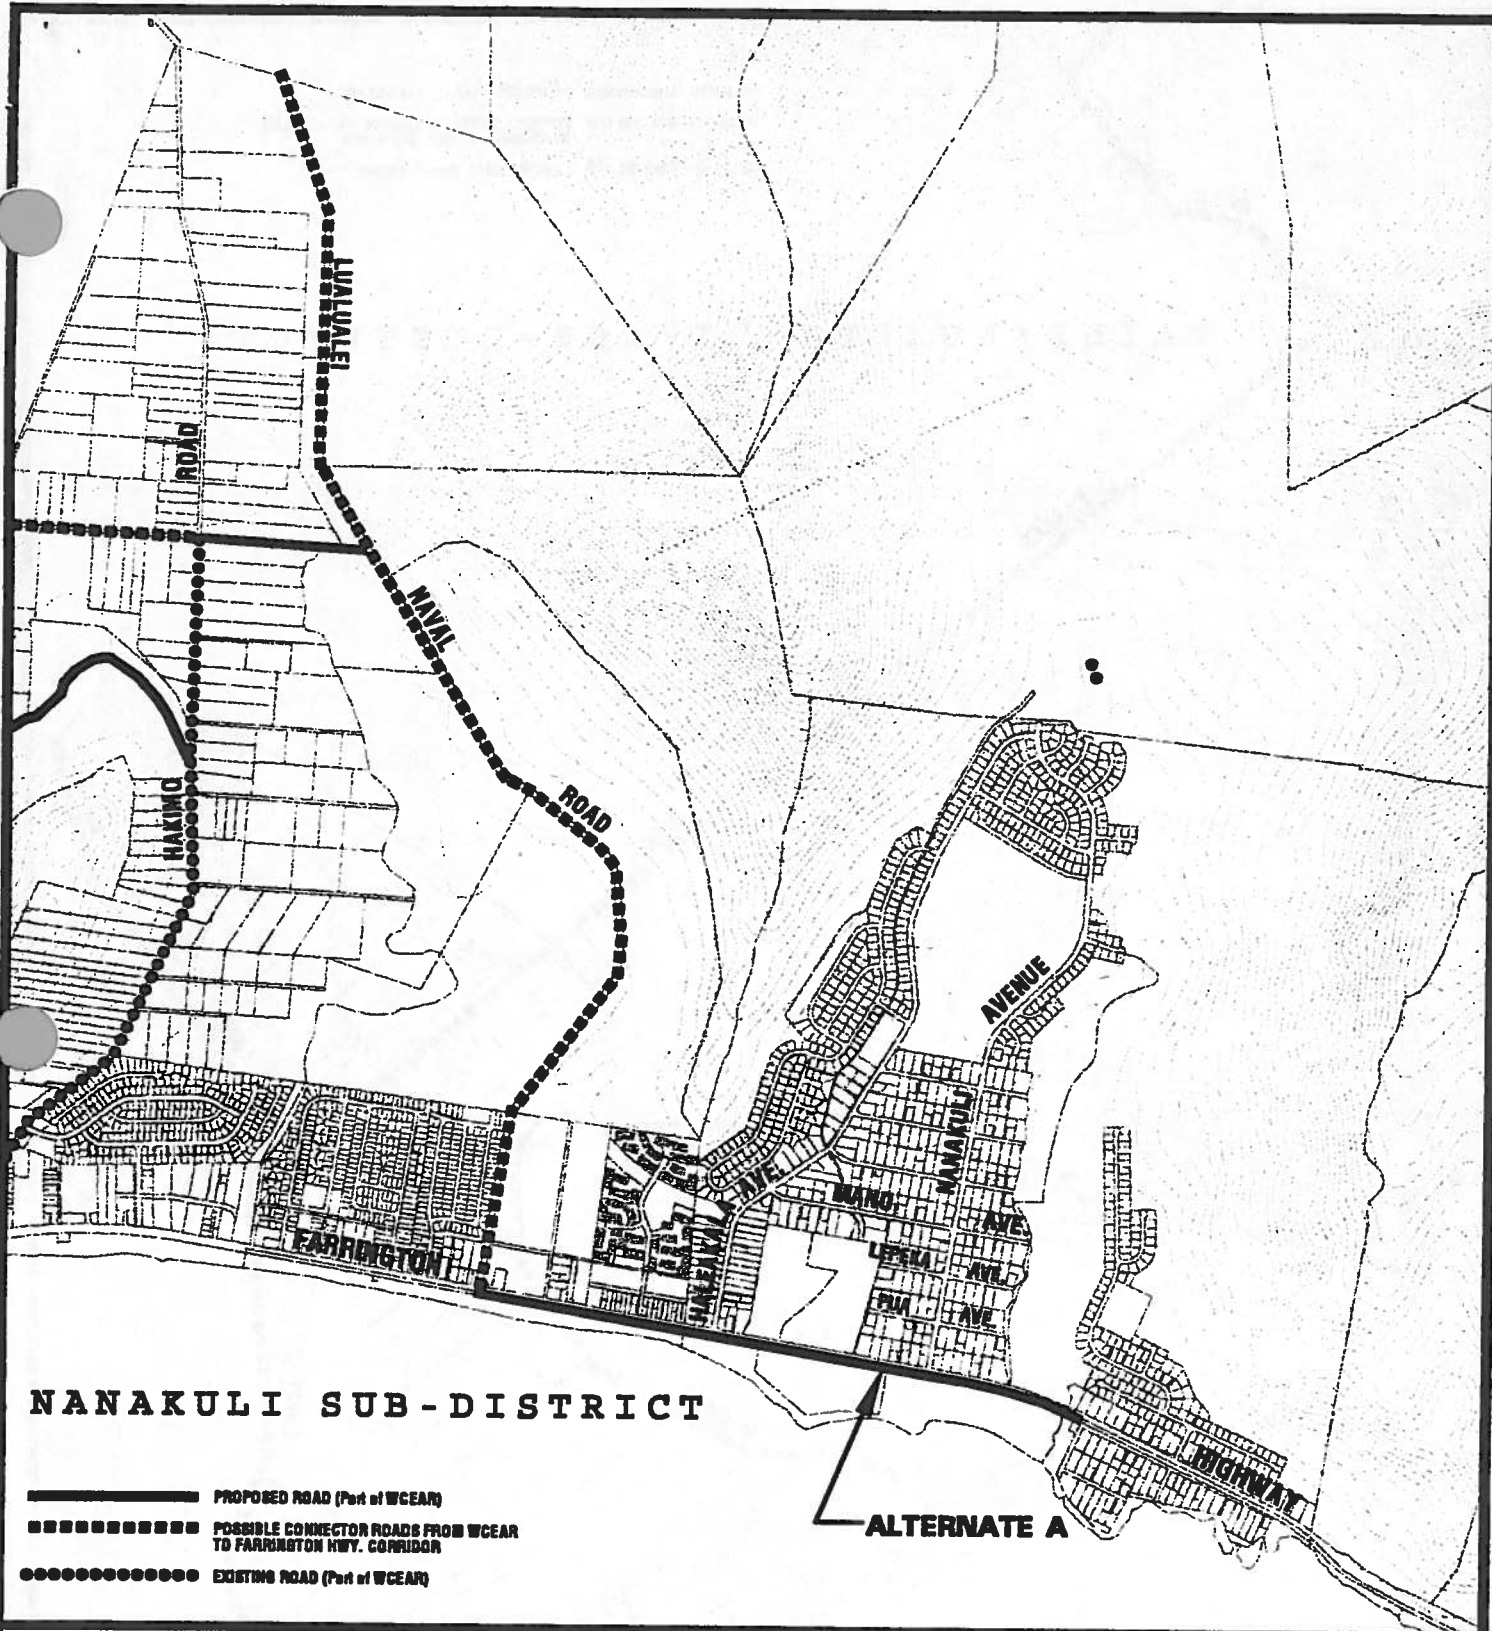 LUALUALEI
ROAD
NAVAL
ROAD
HAKIMO
AVENUE
NANAKULI
AVE.
MANO
AVE.
HALEAKALA
LEPEKA
AVE.
FARRINGTON
PUA
AVE.
NANAKULI SUB-DISTRICT
HIGHWAY
PROPOSED ROAD (Part of WCEAR)
POSSIBLE CONNECTOR ROADS FROM WCEAR
TO FARRINGTON HWY. CORRIDOR
ALTERNATE A
EXISTING ROAD (Part of WCEAR)